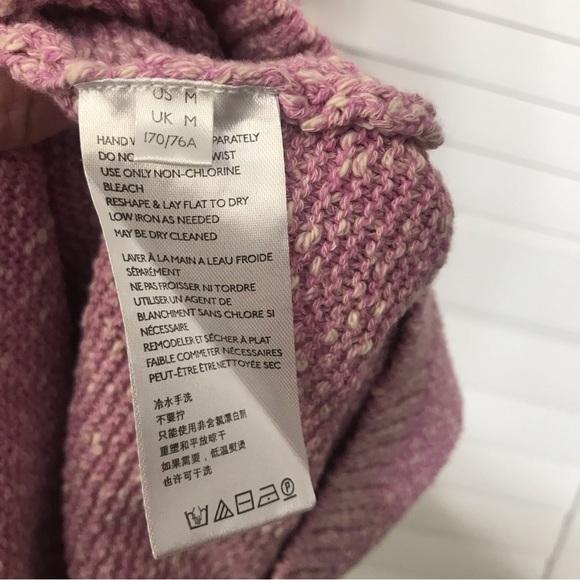 US M
UK M
170/76A
HAND PARATELY
DO WIST
USE ONLY NON-CHLORINE
BLEACH
RESHAPE & LAY FLAT TO DRY
LOW IRON AS NEEDED
MAY BE DRY CLEANED
LAVER À LA MAIN A LEAU FROIDE
SÉPARÉMENT
NE PAS FROISSER NI TORDRE
UTILISER UN AGENT DE
BLANCHIMENT SANS CHLORE SI
NÉCESSAIRE
REMODELER ET SÉCHER À PLAT
FAIBLE COMME FER NÉCESSAIRES
PEUT-ÊTRE ETRE NETTOYÉE SEC
冷水手洗
不要拧
只能使用非含氯漂白剂
重塑和平放晾干
如果需要，低温熨烫
也许可干洗
P